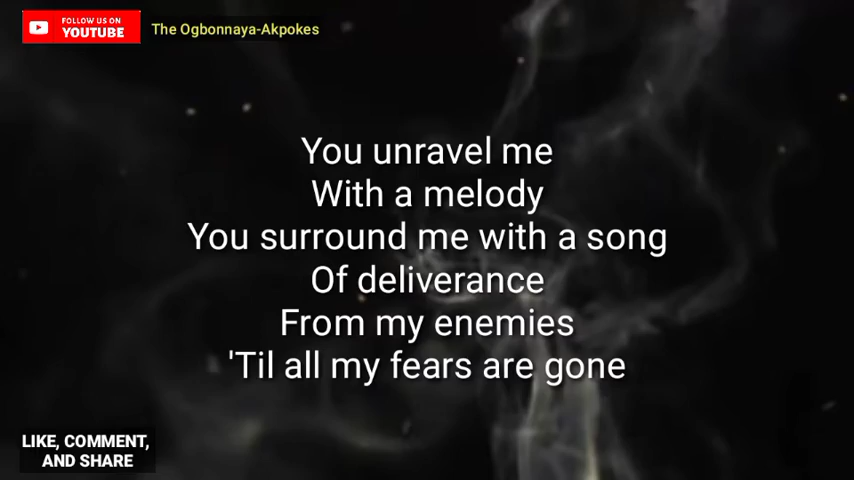 FOLLOW US ON
YOUTUBE
The Ogbonnaya-Akpokes
You unravel me
With a melody
You surround me with a song
Of deliverance
From my enemies
'Til all my fears are gone
LIKE, COMMENT,
AND SHARE